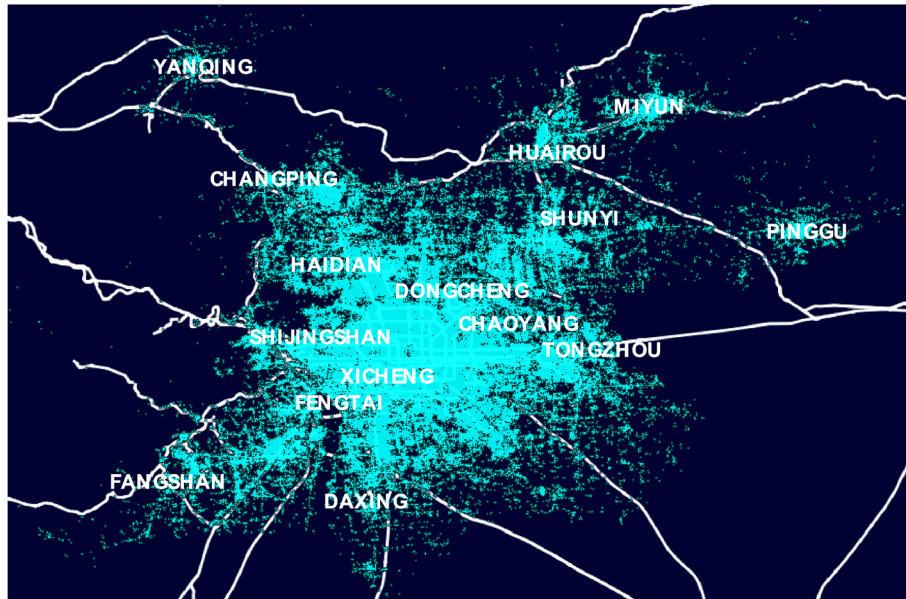 YANQING
MIYUN
HUAIROU
CHANGPING
SHUNYI
PINGGU
HAIDIAN
DONGCHENG
CHAOYANG
SHIJINGSHAN
TONGZHOU
XICHENG
FENGTAI
FANGSHAN
DAXING